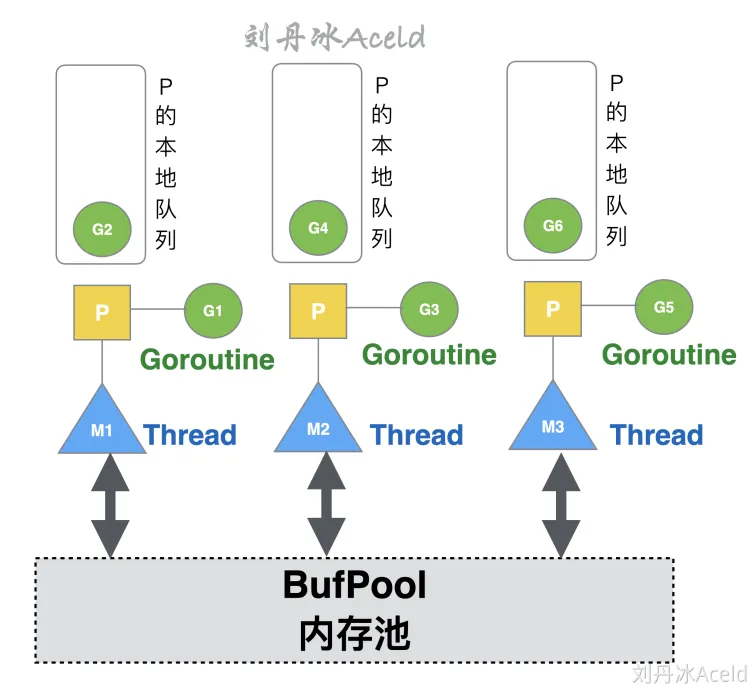 刘丹冰Aceld
P的本地队列
P的本地队列
P的本地队列
G2
G4
G6
P
G1
P
G3
P
G5
Goroutine
Goroutine
Goroutine
M1
Thread
M2
Thread
M3
Thread
BufPool
内存池
刘丹冰Aceld